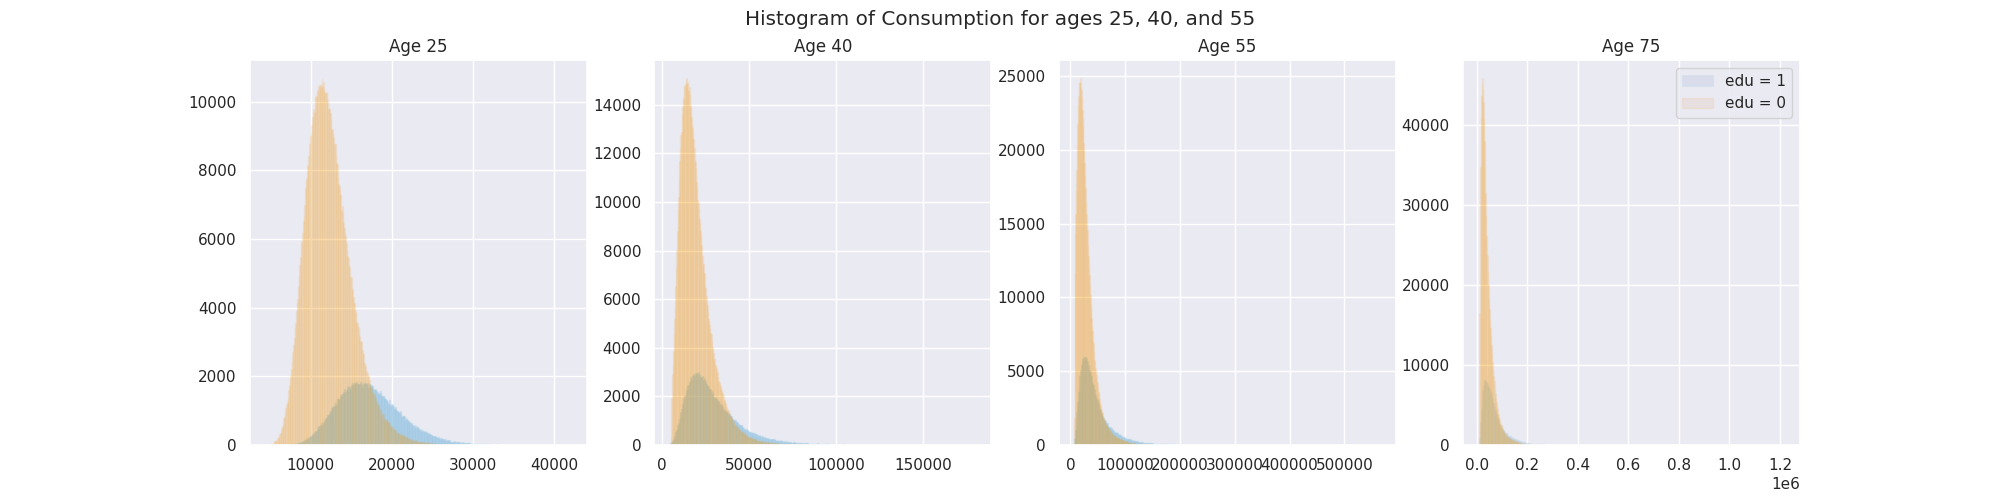 Histogram of Consumption for ages 25, 40, and 55
Age 25
10000
8000
6000
4000
2000
0
10000 20000 30000 40000
Age 40
14000
12000
10000
8000
6000
4000
2000
0
0 50000 100000 150000
Age 55
25000
20000
15000
10000
5000
0
0 100000 200000 300000 400000 500000
Age 75
edu = 1
edu = 0
40000
30000
20000
10000
0
0.0 0.2 0.4 0.6 0.8 1.0 1.2
1e6